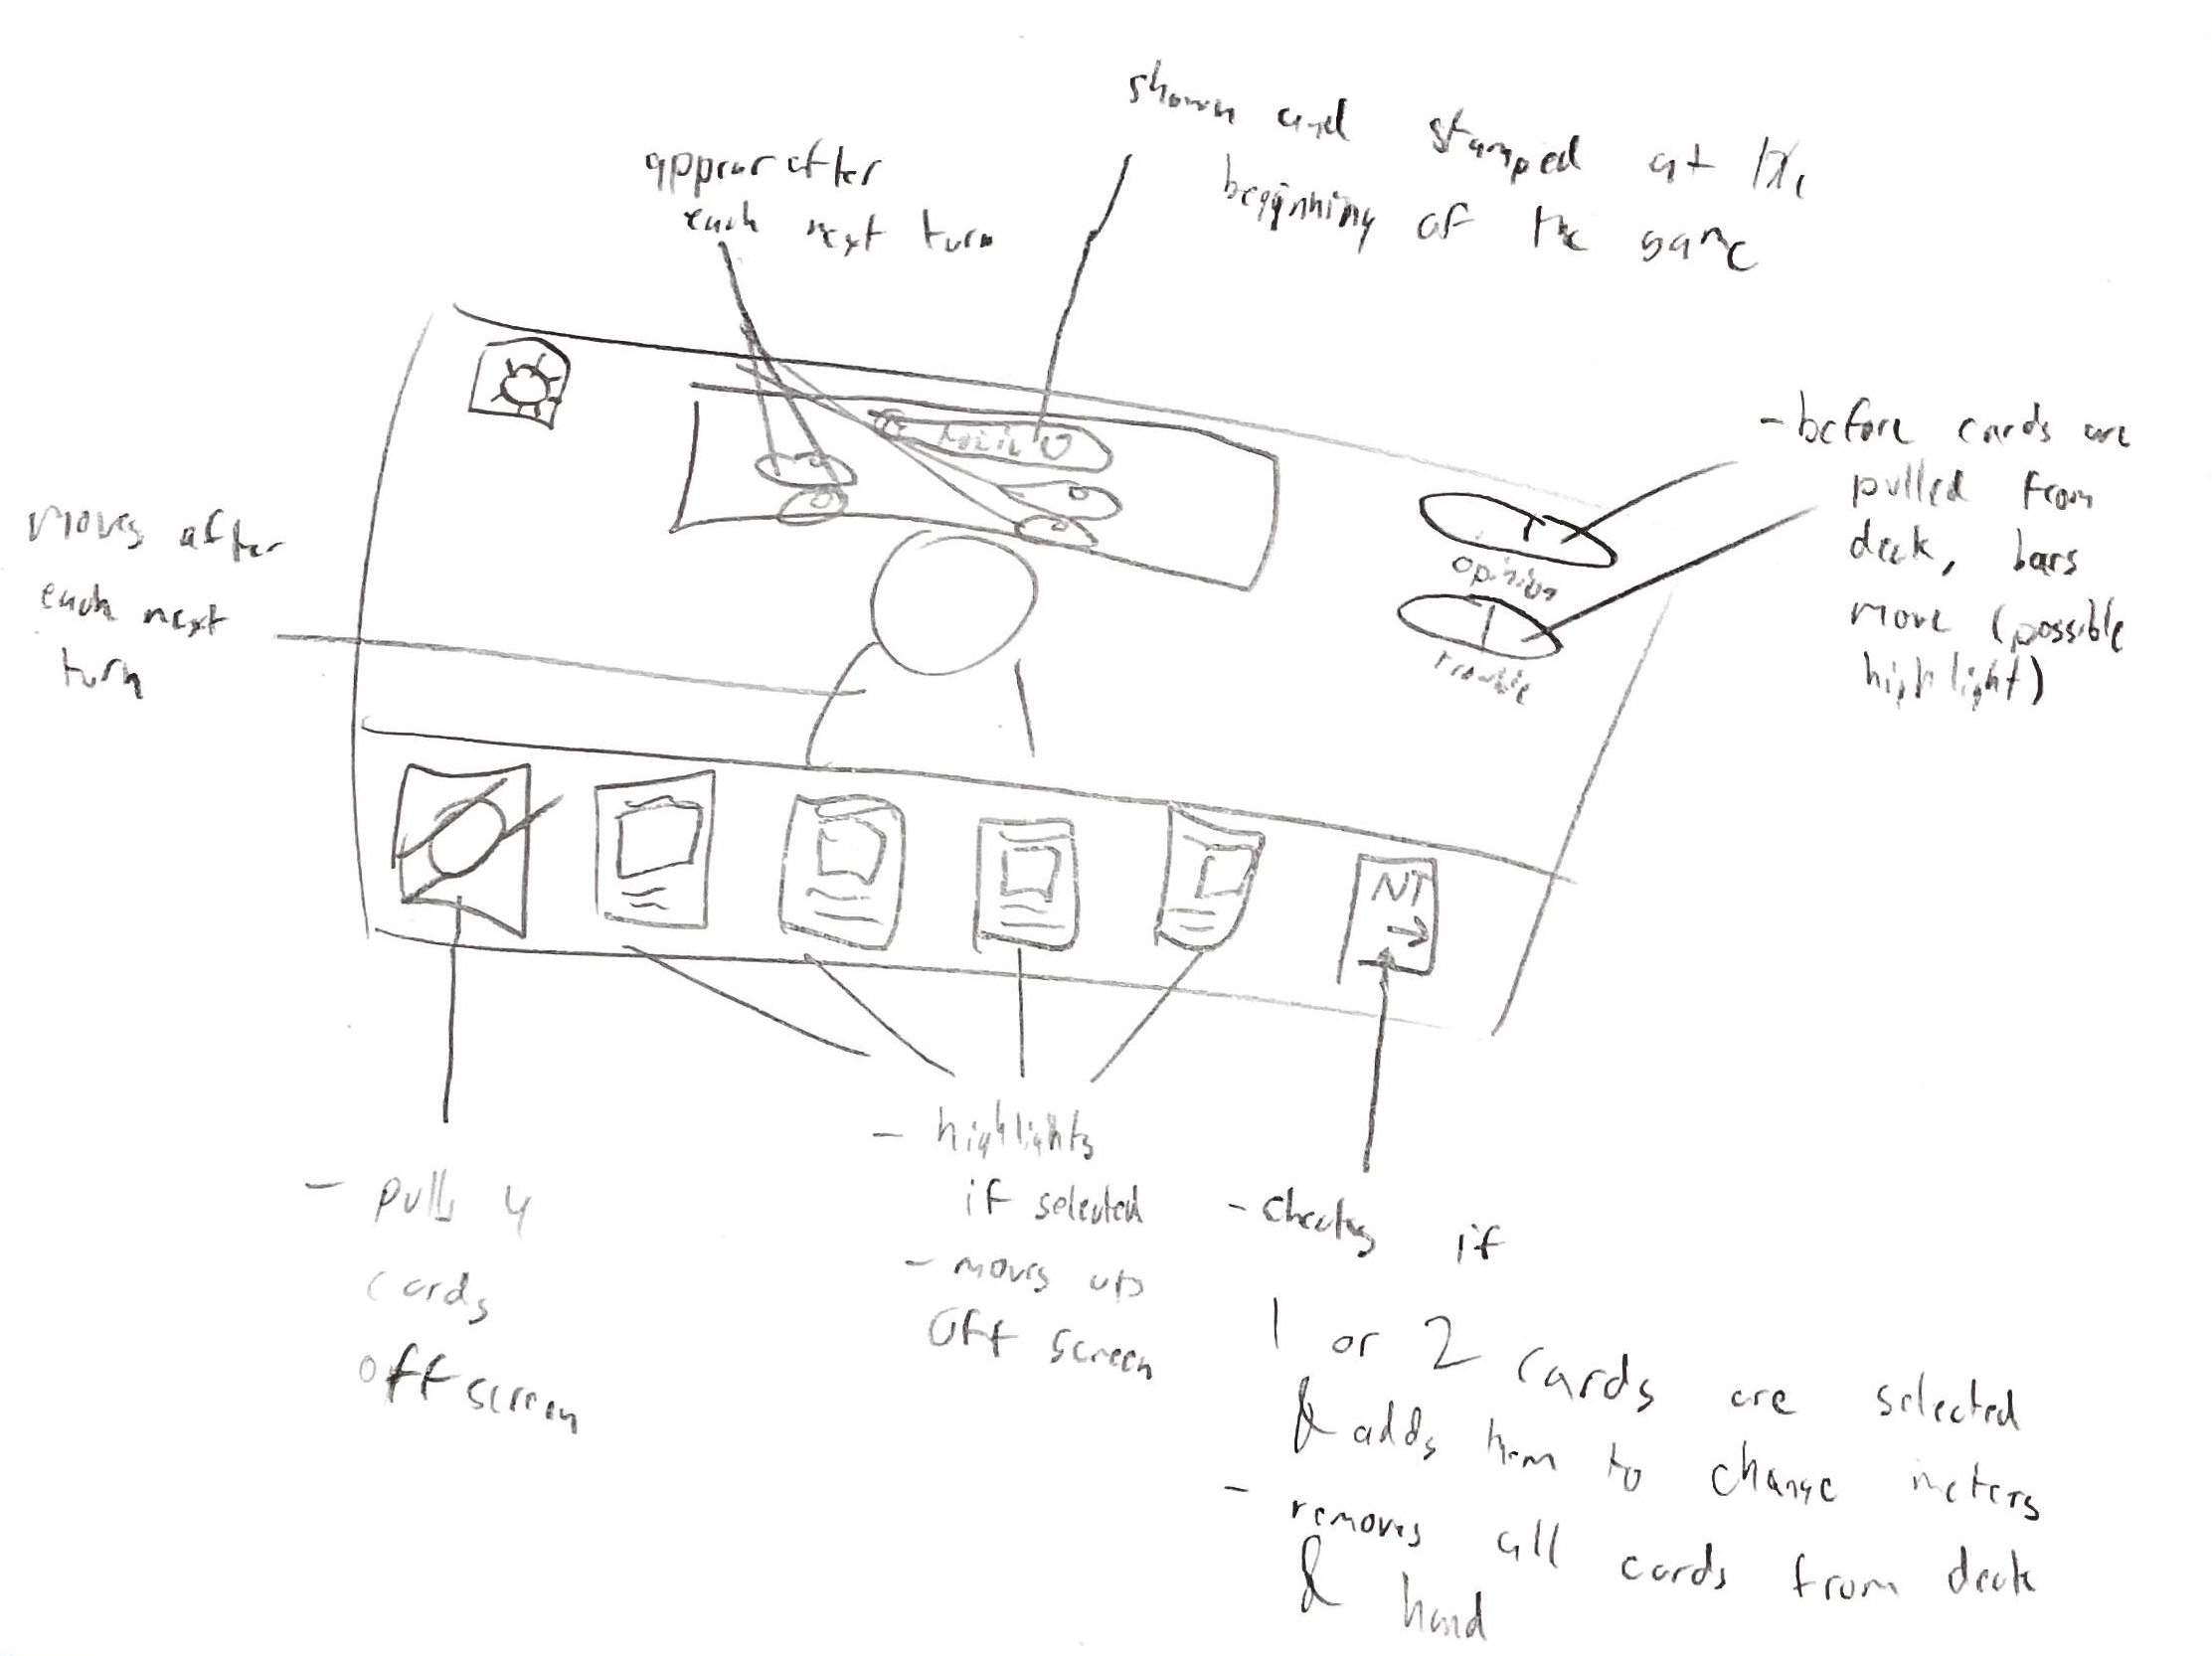 shown and stamped at the
beginning of the game
appear after
each next turn
- before cards are
pulled from
deck, bars
move (possible
highlight)
opinion
trouble
moves after
each next
turn
NT
- pulls 4
cards
off screen
- highlights
if selected
- moves up
off screen
- checks if
1 or 2 cards are selected
& adds them to change meters
- removes all cards from deck
& hand